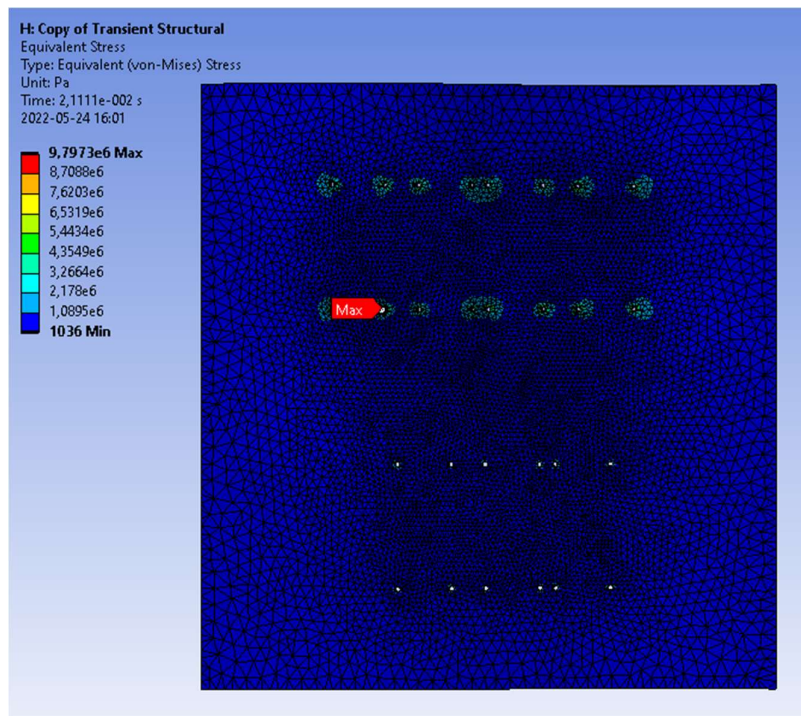 H: Copy of Transient Structural
Equivalent Stress
Type: Equivalent (von-Mises) Stress
Unit: Pa
Time: 2,1111e-002 s
2022-05-24 16:01
9,7973e6 Max
8,7088e6
7,6203e6
6,5319e6
5,4434e6
4,3549e6
3,2664e6
2,178e6
1,0895e6
1036 Min
Max